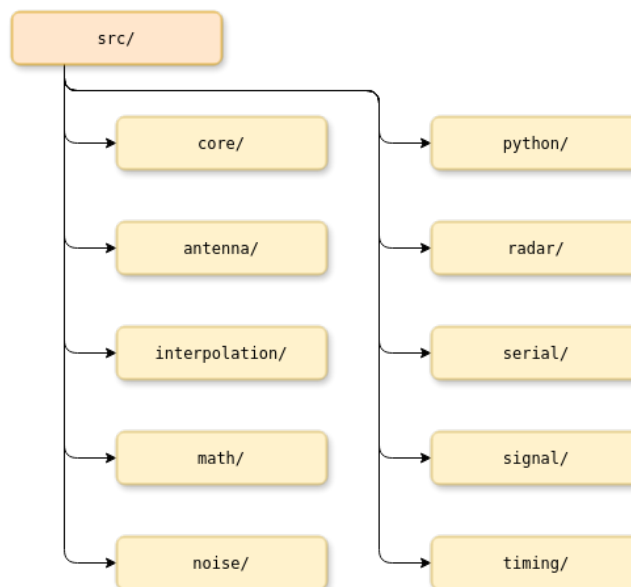 src/
core/
python/
antenna/
radar/
interpolation/
serial/
math/
signal/
noise/
timing/